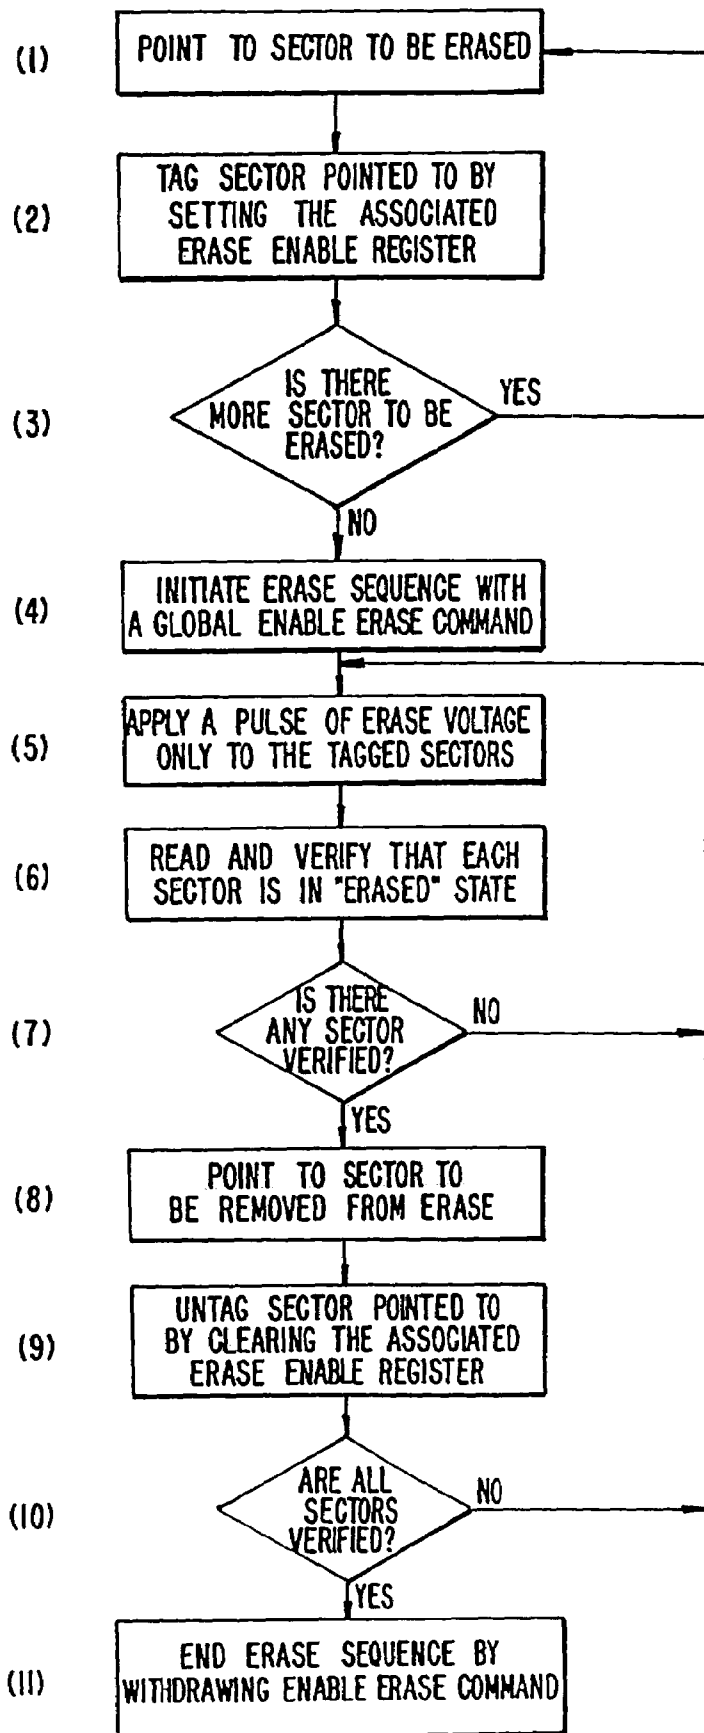 (1)
POINT TO SECTOR TO BE ERASED
(2)
TAG SECTOR POINTED TO BY
SETTING THE ASSOCIATED
ERASE ENABLE REGISTER
(3)
IS THERE
MORE SECTOR TO BE
ERASED?
YES
NO
(4)
INITIATE ERASE SEQUENCE WITH
A GLOBAL ENABLE ERASE COMMAND
(5)
APPLY A PULSE OF ERASE VOLTAGE
ONLY TO THE TAGGED SECTORS
(6)
READ AND VERIFY THAT EACH
SECTOR IS IN "ERASED" STATE
(7)
IS THERE
ANY SECTOR
VERIFIED?
NO
YES
(8)
POINT TO SECTOR TO
BE REMOVED FROM ERASE
(9)
UNTAG SECTOR POINTED TO
BY CLEARING THE ASSOCIATED
ERASE ENABLE REGISTER
(10)
ARE ALL
SECTORS
VERIFIED?
NO
YES
(11)
END ERASE SEQUENCE BY
WITHDRAWING ENABLE ERASE COMMAND